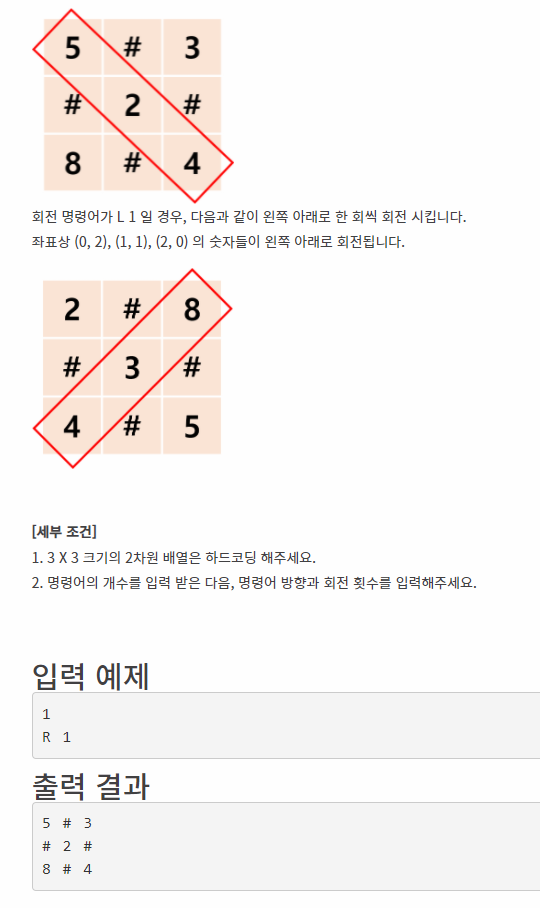 5 # 3
# 2 #
8 # 4
회전 명령어가 L 1 일 경우, 다음과 같이 왼쪽 아래로 한 회씩 회전 시킵니다.
좌표상 (0, 2), (1, 1), (2, 0) 의 숫자들이 왼쪽 아래로 회전됩니다.
2 # 8
# 3 #
4 # 5
[세부 조건]
1. 3 X 3 크기의 2차원 배열은 하드코딩 해주세요.
2. 명령어의 개수를 입력 받은 다음, 명령어 방향과 회전 횟수를 입력해주세요.
입력 예제
1
R 1
출력 결과
5 # 3
# 2 #
8 # 4